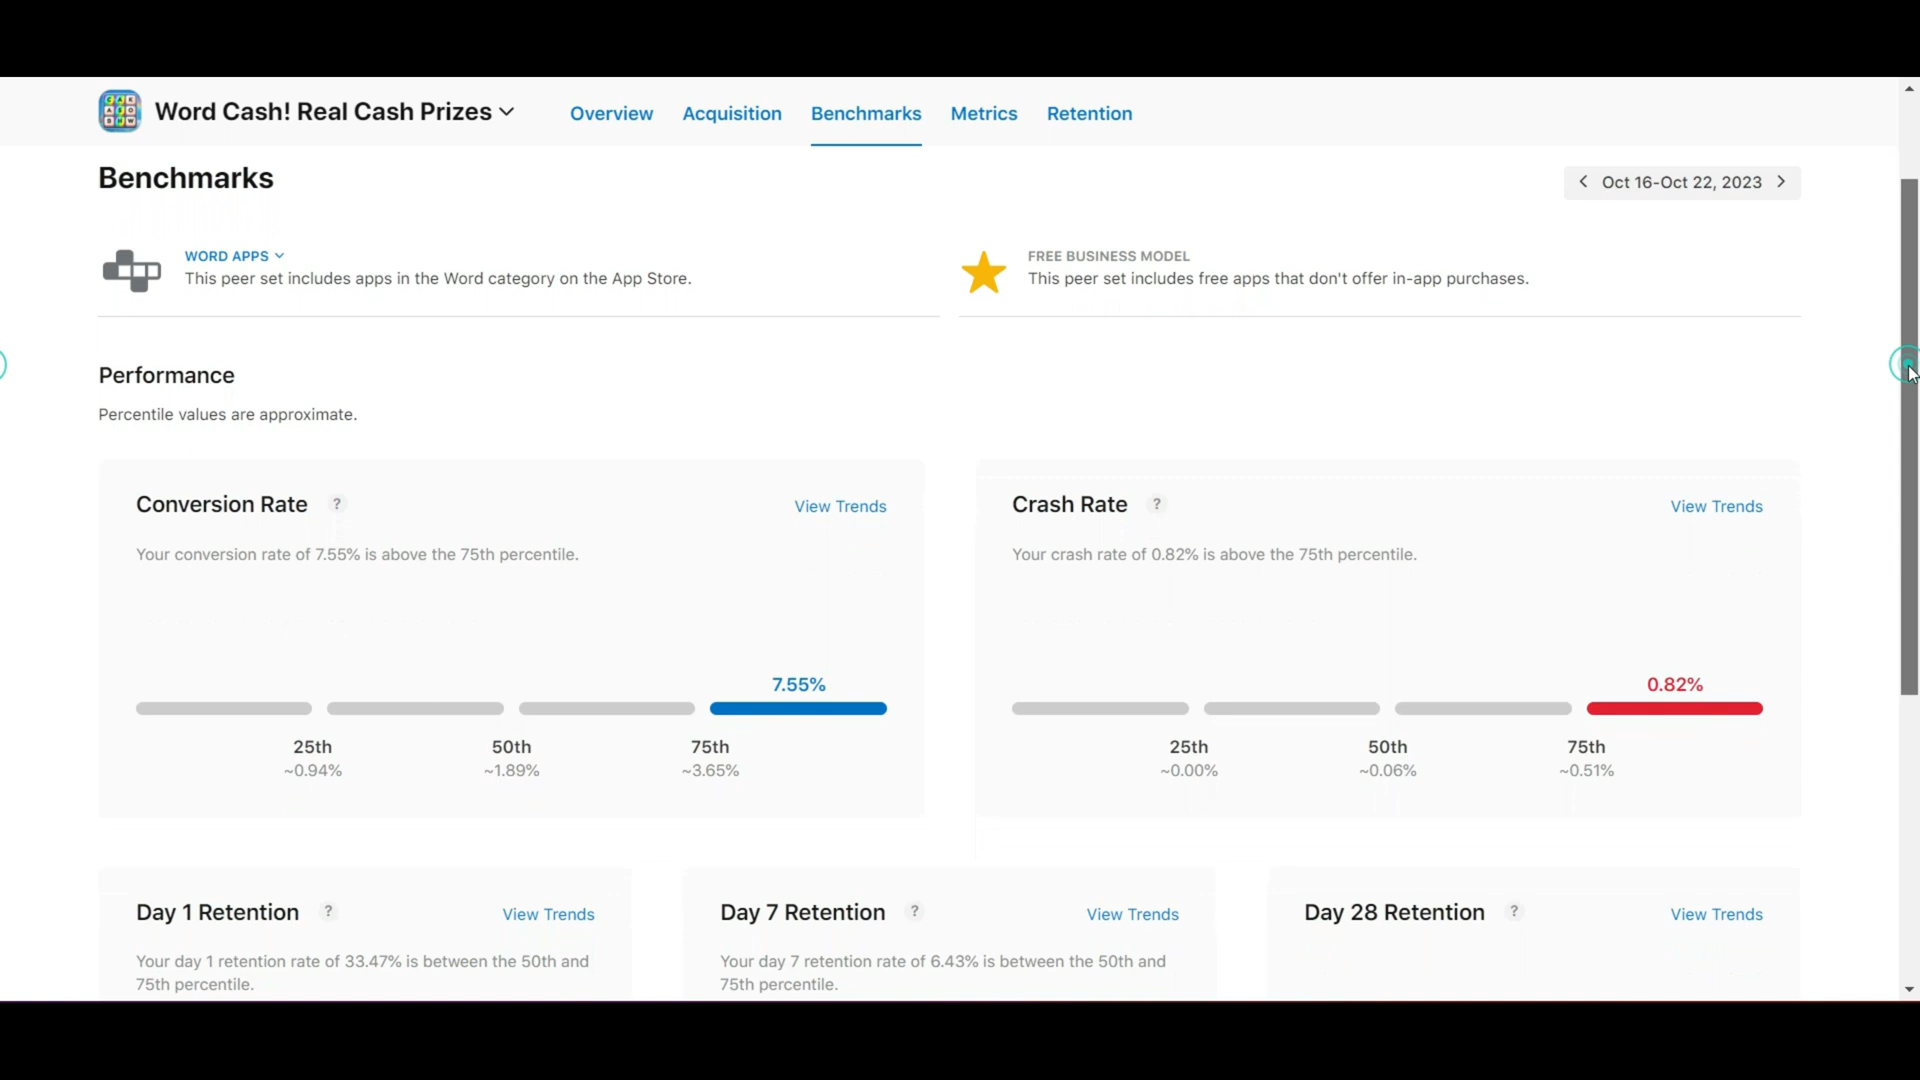 Word Cash! Real Cash Prizes
Overview Acquisition Benchmarks Metrics Retention
Benchmarks
Oct 16-Oct 22, 2023
WORD APPS
This peer set includes apps in the Word category on the App Store.
FREE BUSINESS MODEL
This peer set includes free apps that don't offer in-app purchases.
Performance
Percentile values are approximate.
Conversion Rate ? View Trends
Your conversion rate of 7.55% is above the 75th percentile.
7.55%
25th 50th 75th
~0.94% ~1.89% ~3.65%
Crash Rate ? View Trends
Your crash rate of 0.82% is above the 75th percentile.
0.82%
25th 50th 75th
~0.00% ~0.06% ~0.51%
Day 1 Retention ? View Trends
Your day 1 retention rate of 33.47% is between the 50th and
75th percentile.
Day 7 Retention ? View Trends
Your day 7 retention rate of 6.43% is between the 50th and
75th percentile.
Day 28 Retention ? View Trends